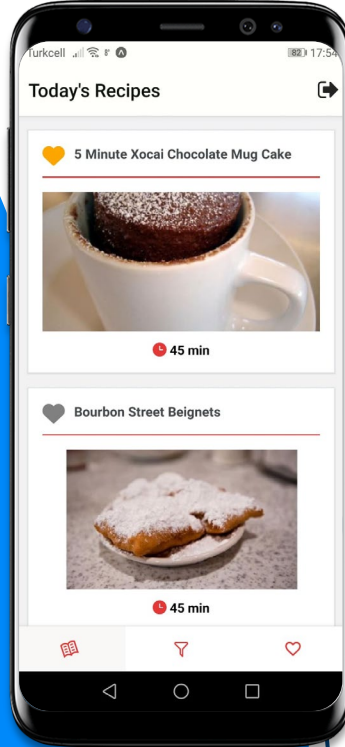 Turkcell 82 17:54
Today's Recipes
5 Minute Xocai Chocolate Mug Cake
45 min
Bourbon Street Beignets
45 min